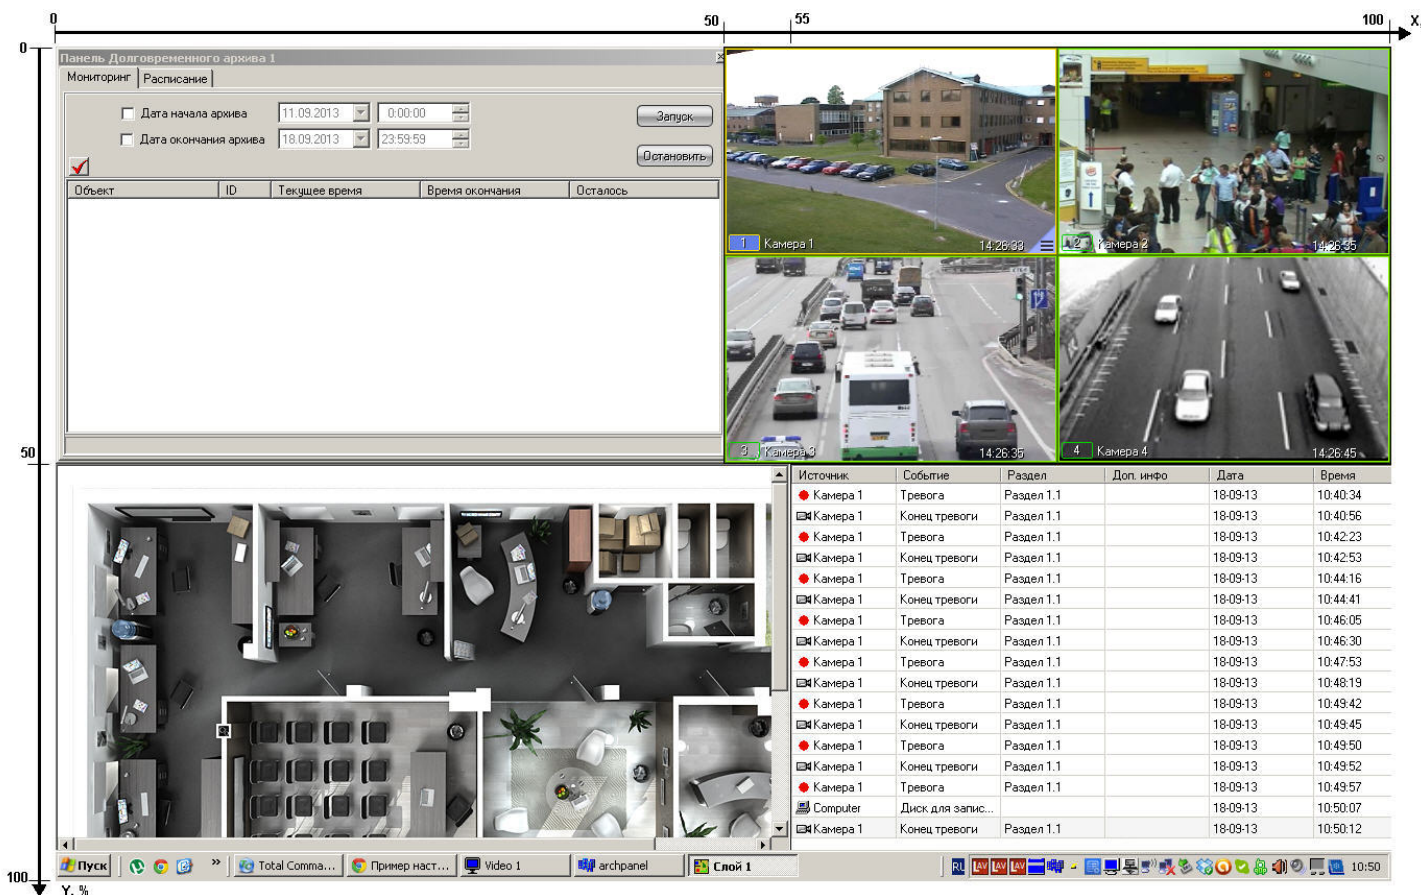 0 50 55 100 X,
0
Панель Долговременного архива 1
Мониторинг Расписание
Дата начала архива 11.09.2013 0:00:00 Запуск
Дата окончания архива 18.09.2013 23:59:59
Остановить
Объект ID Текущее время Время окончания Осталось
1 Камера 1 14:26:33
2 Камера 2 14:26:35
3 Камера 3 14:26:35
4 Камера 4 14:26:45
50
Источник Событие Раздел Доп. инфо Дата Время
Камера 1 Тревога Раздел 1.1 18-09-13 10:40:34
Камера 1 Конец тревоги Раздел 1.1 18-09-13 10:40:56
Камера 1 Тревога Раздел 1.1 18-09-13 10:42:23
Камера 1 Конец тревоги Раздел 1.1 18-09-13 10:42:53
Камера 1 Тревога Раздел 1.1 18-09-13 10:44:16
Камера 1 Конец тревоги Раздел 1.1 18-09-13 10:44:41
Камера 1 Тревога Раздел 1.1 18-09-13 10:46:05
Камера 1 Конец тревоги Раздел 1.1 18-09-13 10:46:30
Камера 1 Тревога Раздел 1.1 18-09-13 10:47:53
Камера 1 Конец тревоги Раздел 1.1 18-09-13 10:48:19
Камера 1 Тревога Раздел 1.1 18-09-13 10:49:42
Камера 1 Конец тревоги Раздел 1.1 18-09-13 10:49:45
Камера 1 Тревога Раздел 1.1 18-09-13 10:49:50
Камера 1 Конец тревоги Раздел 1.1 18-09-13 10:49:52
Камера 1 Тревога Раздел 1.1 18-09-13 10:49:57
Computer Диск для запис... 18-09-13 10:50:07
Камера 1 Конец тревоги Раздел 1.1 18-09-13 10:50:12
Пуск » Total Comma... Пример наст... Video 1 archpanel Слой 1 RL LAV LAV LAV 10:50
100
Y, %